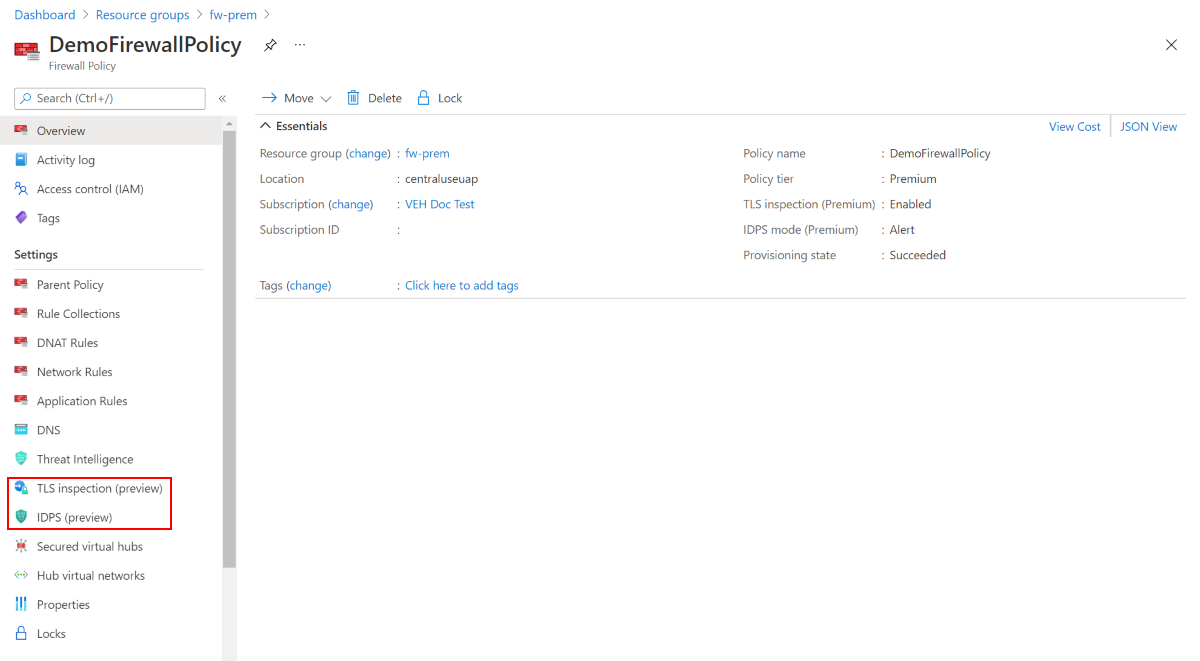 Dashboard > Resource groups > fw-prem >
DemoFirewallPolicy ...
Firewall Policy
Search (Ctrl+/) «
Overview
Activity log
Access control (IAM)
Tags
Settings
Parent Policy
Rule Collections
DNAT Rules
Network Rules
Application Rules
DNS
Threat Intelligence
TLS inspection (preview)
IDPS (preview)
Secured virtual hubs
Hub virtual networks
Properties
Locks
Move Delete Lock
Essentials View Cost JSON View
Resource group (change) : fw-prem
Location : centraluseuap
Subscription (change) : VEH Doc Test
Subscription ID :
Tags (change) : Click here to add tags
Policy name : DemoFirewallPolicy
Policy tier : Premium
TLS inspection (Premium) : Enabled
IDPS mode (Premium) : Alert
Provisioning state : Succeeded